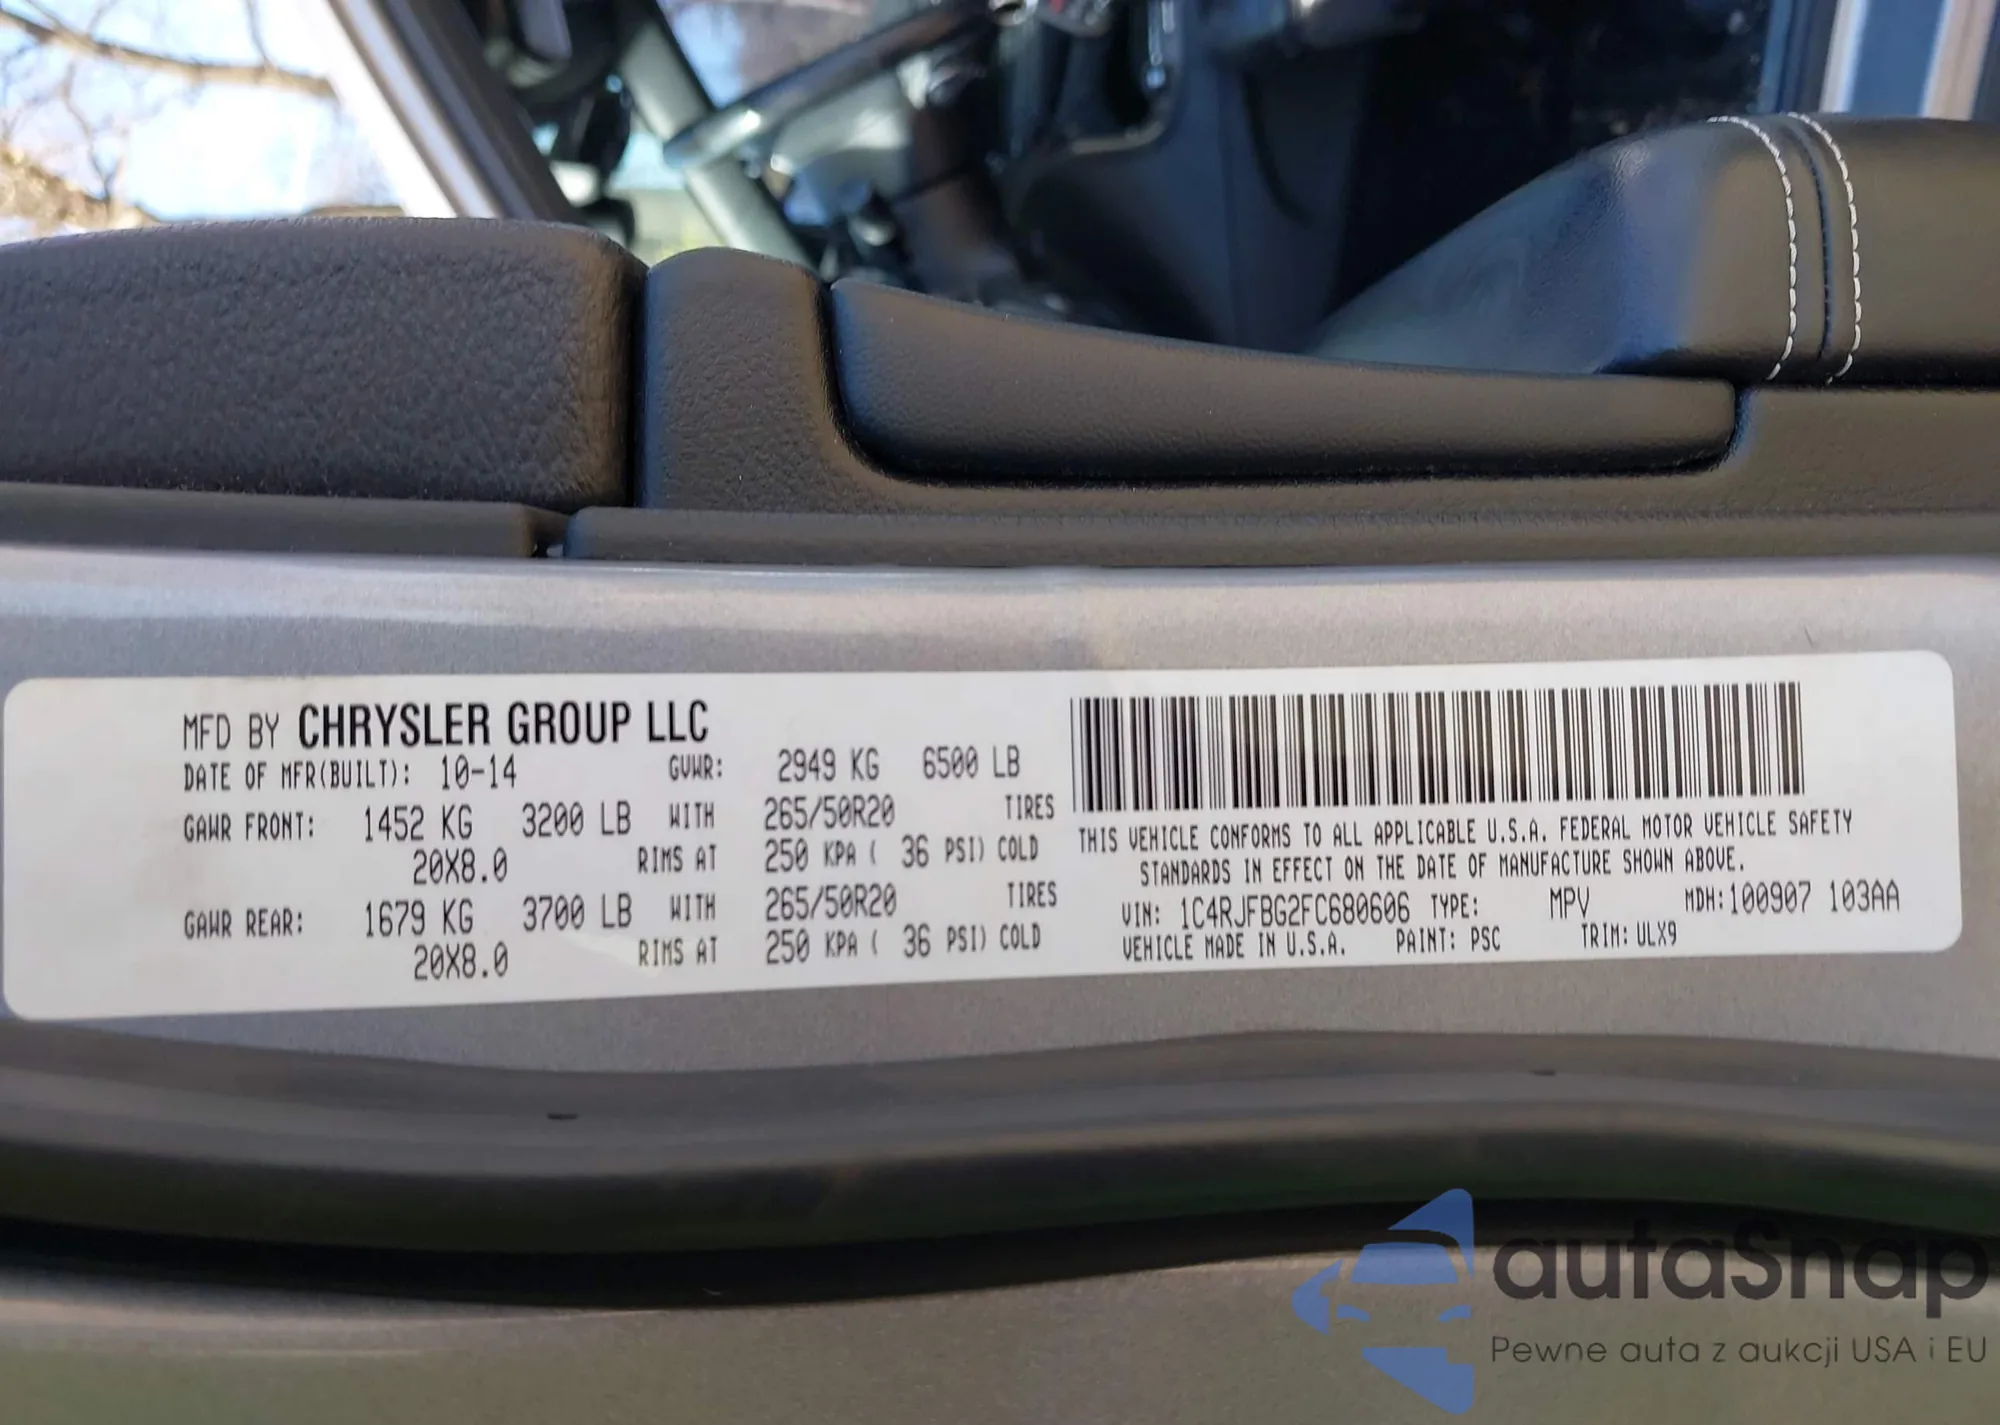 MFD BY CHRYSLER GROUP LLC
DATE OF MFR(BUILT): 10-14 GVWR: 2949 KG 6500 LB
GAWR FRONT: 1452 KG 3200 LB WITH 265/50R20 TIRES
20X8.0 RIMS AT 250 KPA ( 36 PSI) COLD
GAWR REAR: 1679 KG 3700 LB WITH 265/50R20 TIRES
20X8.0 RIMS AT 250 KPA ( 36 PSI) COLD
THIS VEHICLE CONFORMS TO ALL APPLICABLE U.S.A. FEDERAL MOTOR VEHICLE SAFETY
STANDARDS IN EFFECT ON THE DATE OF MANUFACTURE SHOWN ABOVE.
VIN: 1C4RJFBG2FC680606 TYPE: MPV MDH:100907 103AA
VEHICLE MADE IN U.S.A. PAINT: PSC TRIM: ULX9
autaSnap
Pewne auta z aukcji USA i EU